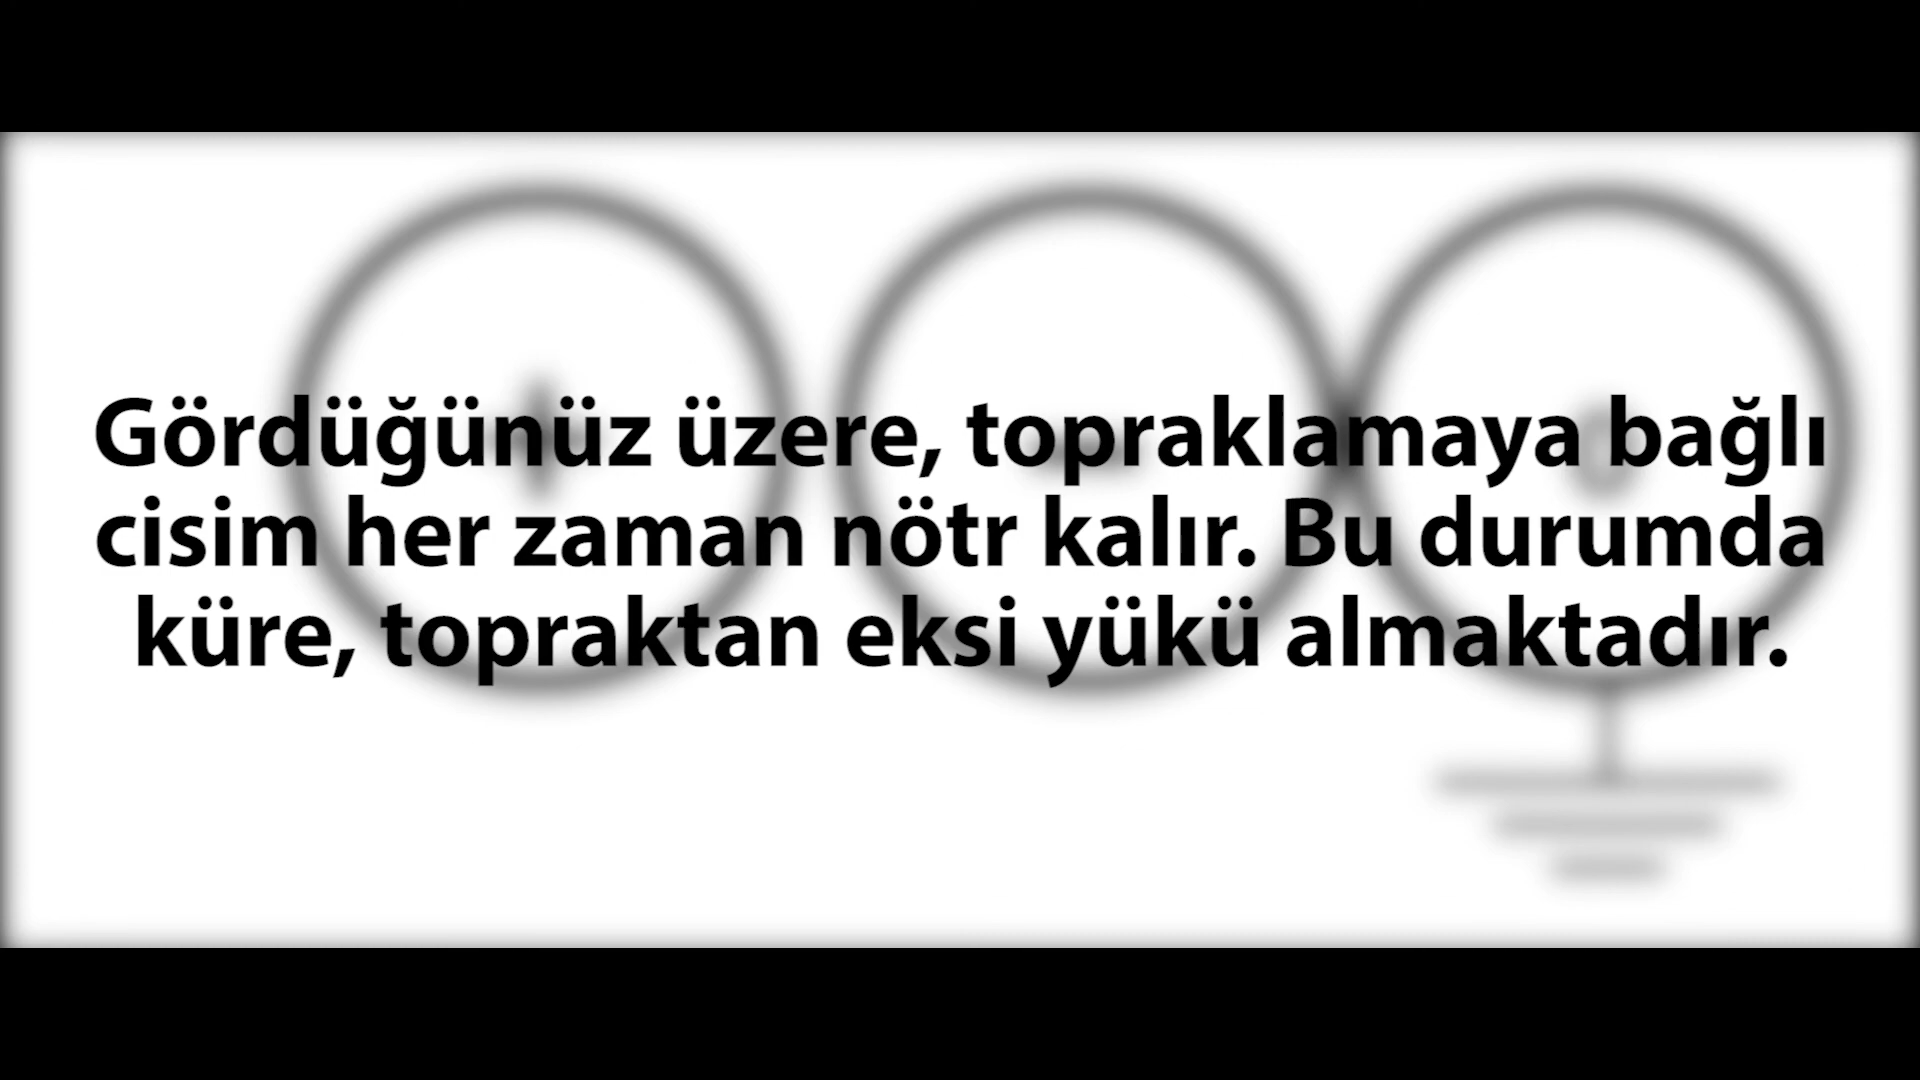 Gördüğünüz üzere, topraklamaya bağlı
cisim her zaman nötr kalır. Bu durumda
küre, topraktan eksi yükü almaktadır.